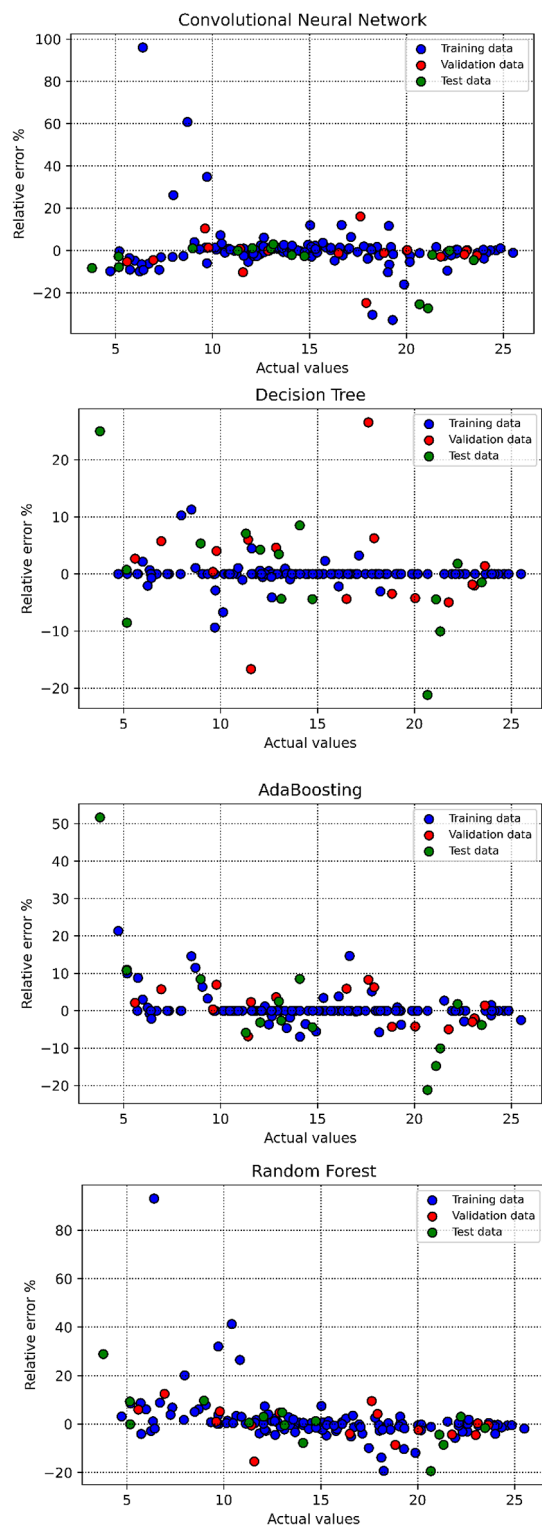 Convolutional Neural Network
100
80
60
40
20
0
−20
Relative error %
Training data
Validation data
Test data
5 10 15 20 25
Actual values
Decision Tree
20
10
0
−10
−20
Relative error %
Training data
Validation data
Test data
5 10 15 20 25
Actual values
AdaBoosting
50
40
30
20
10
0
−10
−20
Relative error %
Training data
Validation data
Test data
5 10 15 20 25
Actual values
Random Forest
80
60
40
20
0
−20
Relative error %
Training data
Validation data
Test data
5 10 15 20 25
Actual values